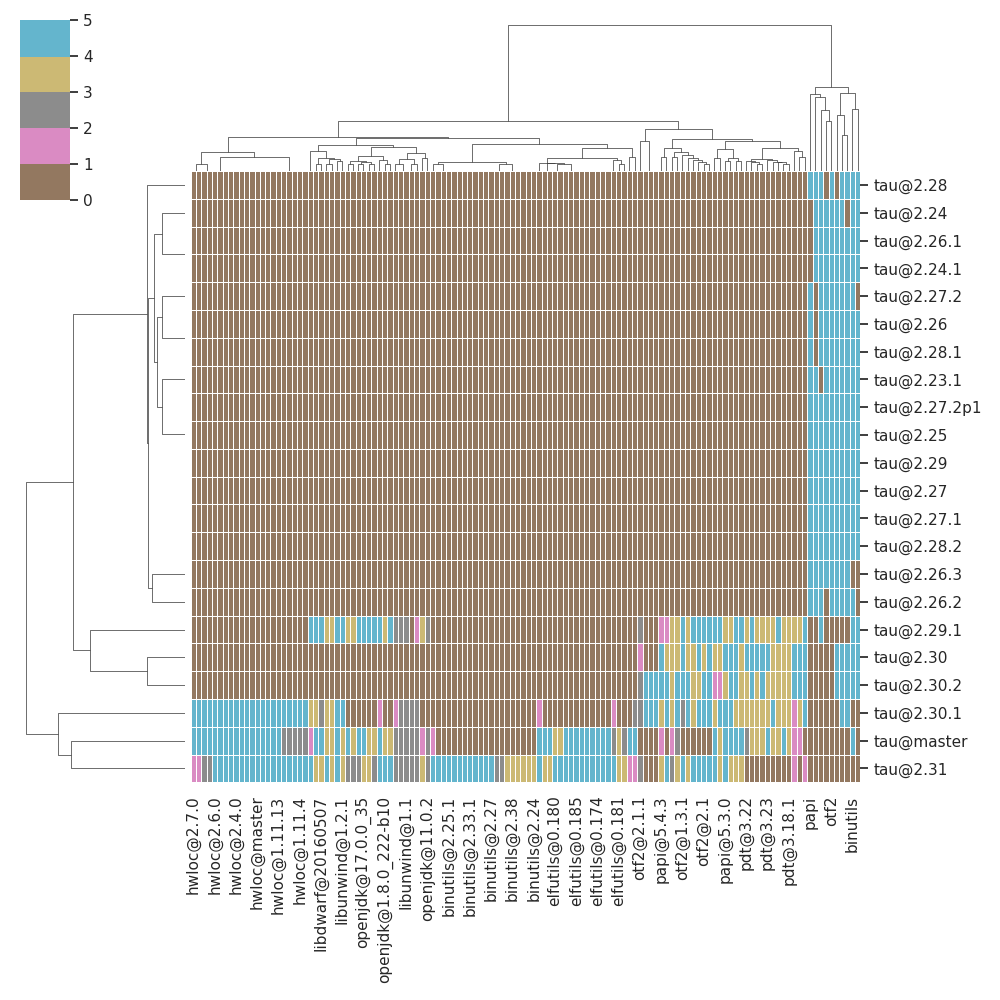 5
4
3
2
1
0
tau@2.28
tau@2.24
tau@2.26.1
tau@2.24.1
tau@2.27.2
tau@2.26
tau@2.28.1
tau@2.23.1
tau@2.27.2p1
tau@2.25
tau@2.29
tau@2.27
tau@2.27.1
tau@2.28.2
tau@2.26.3
tau@2.26.2
tau@2.29.1
tau@2.30
tau@2.30.2
tau@2.30.1
tau@master
tau@2.31
hwloc@2.7.0
hwloc@2.6.0
hwloc@2.4.0
hwloc@master
hwloc@1.11.13
hwloc@1.11.4
libdwarf@20160507
libunwind@1.2.1
openjdk@17.0.0_35
openjdk@1.8.0_222-b10
libunwind@1.1
openjdk@11.0.2
binutils@2.25.1
binutils@2.33.1
binutils@2.27
binutils@2.38
binutils@2.24
elfutils@0.180
elfutils@0.185
elfutils@0.174
elfutils@0.181
otf2@2.1.1
papi@5.4.3
otf2@1.3.1
otf2@2.1
papi@5.3.0
pdt@3.22
pdt@3.23
pdt@3.18.1
papi
otf2
binutils